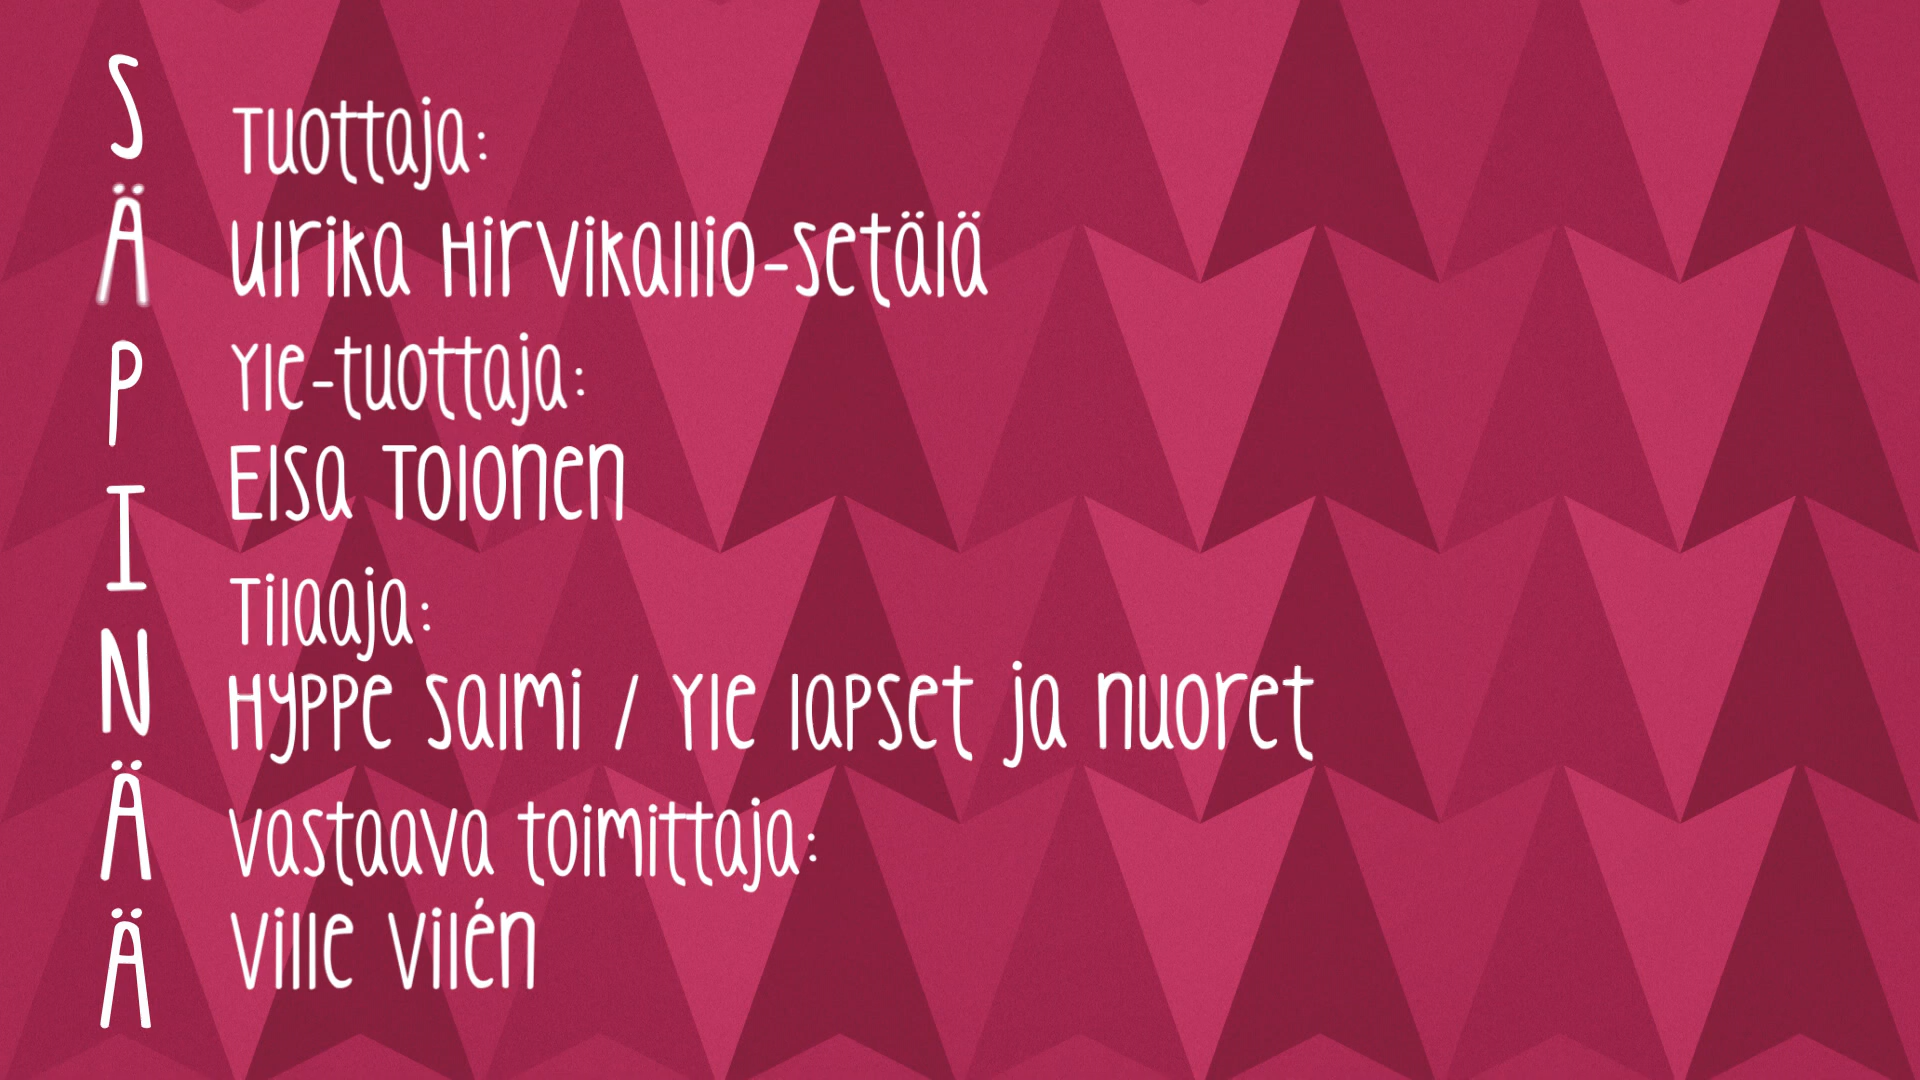 SÄPINÄÄ
Tuottaja:
Ulrika Hirvikallio-Setälä
Yle-tuottaja:
Elsa Tolonen
Tilaaja:
Hyppe Salmi / Yle lapset ja nuoret
Vastaava toimittaja:
Ville Vilén